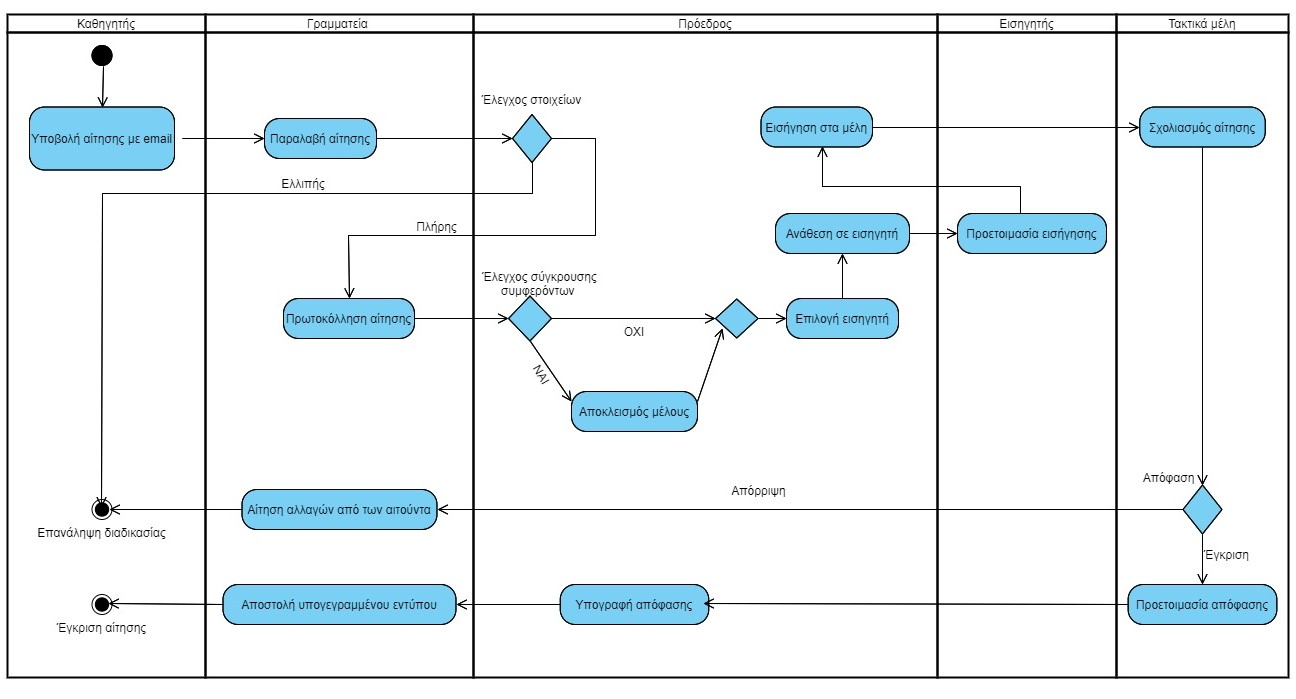 Καθηγητής
Γραμματεία
Πρόεδρος
Εισηγητής
Τακτικά μέλη
Έλεγχος στοιχείων
Υποβολή αίτησης με email
Παραλαβή αίτησης
Εισήγηση στα μέλη
Σχολιασμός αίτησης
Ελλιπής
Πλήρης
Ανάθεση σε εισηγητή
Προετοιμασία εισήγησης
Έλεγχος σύγκρουσης
συμφερόντων
Πρωτοκόλληση αίτησης
ΟΧΙ
Επιλογή εισηγητή
ΝΑΙ
Αποκλεισμός μέλους
Απόφαση
Απόρριψη
Αίτηση αλλαγών από των αιτούντα
Επανάληψη διαδικασίας
Έγκριση
Αποστολή υπογεγραμμένου εντύπου
Υπογραφή απόφασης
Προετοιμασία απόφασης
Έγκριση αίτησης